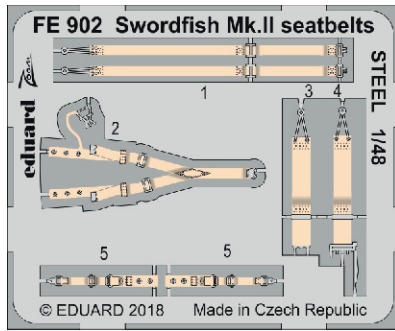 FE 902 Swordfish Mk.II seatbelts
eduard
STEEL 1/48
1
2
3 4
5 5
© EDUARD 2018 Made in Czech Republic